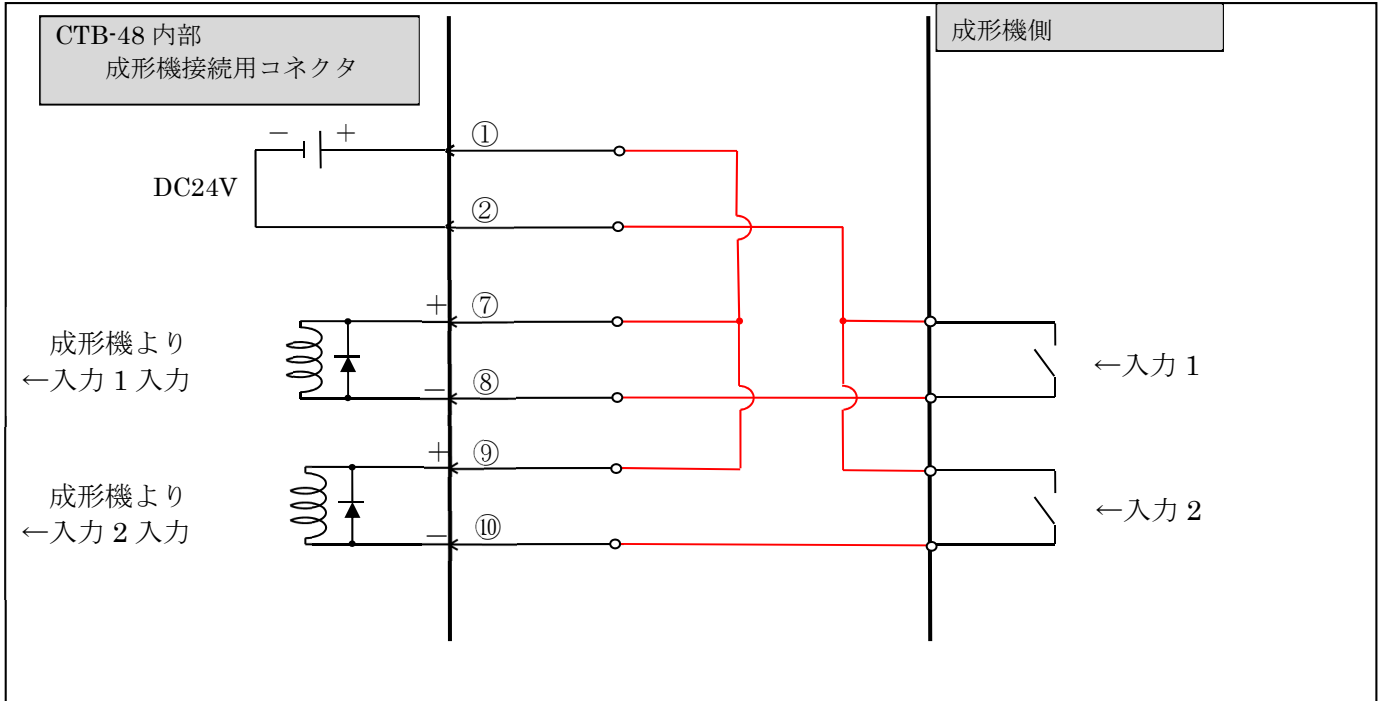 CTB-48 内部
成形機接続用コネクタ
成形機側
－ ＋
①
DC24V
②
＋
⑦
成形機より
←入力 1 入力
－
⑧
←入力 1
＋
⑨
成形機より
←入力 2 入力
－
⑩
←入力 2